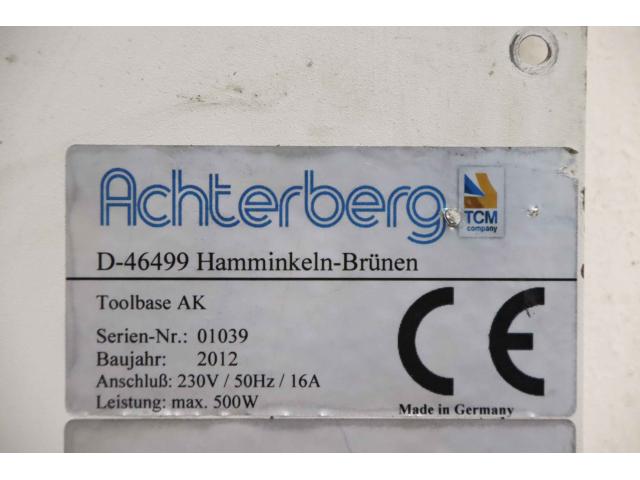 Achterberg
TCM
company
D-46499 Hamminkeln-Brünen
Toolbase AK
Serien-Nr.: 01039
Baujahr: 2012
Anschluß: 230V / 50Hz / 16A
Leistung: max. 500W
CE
Made in Germany